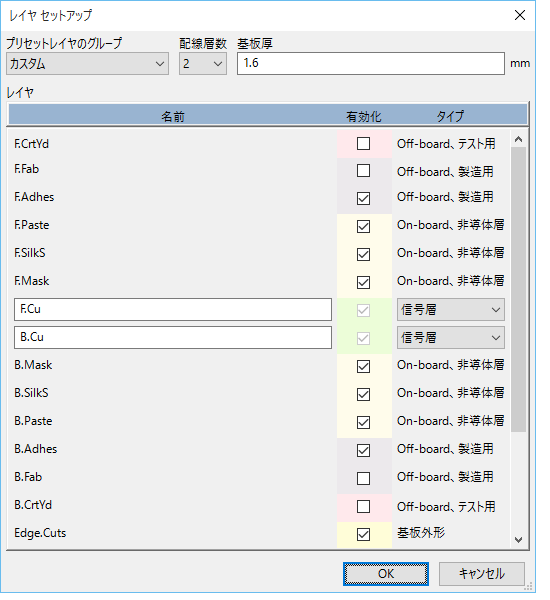 レイヤ セットアップ
プリセットレイヤのグループ 配線層数 基板厚
カスタム 2 1.6 mm
レイヤ
名前 有効化 タイプ
F.CrtYd Off-board、テスト用
F.Fab Off-board、製造用
F.Adhes Off-board、製造用
F.Paste On-board、非導体層
F.SilkS On-board、非導体層
F.Mask On-board、非導体層
F.Cu 信号層
B.Cu 信号層
B.Mask On-board、非導体層
B.SilkS On-board、非導体層
B.Paste On-board、非導体層
B.Adhes Off-board、製造用
B.Fab Off-board、製造用
B.CrtYd Off-board、テスト用
Edge.Cuts 基板外形
OK キャンセル